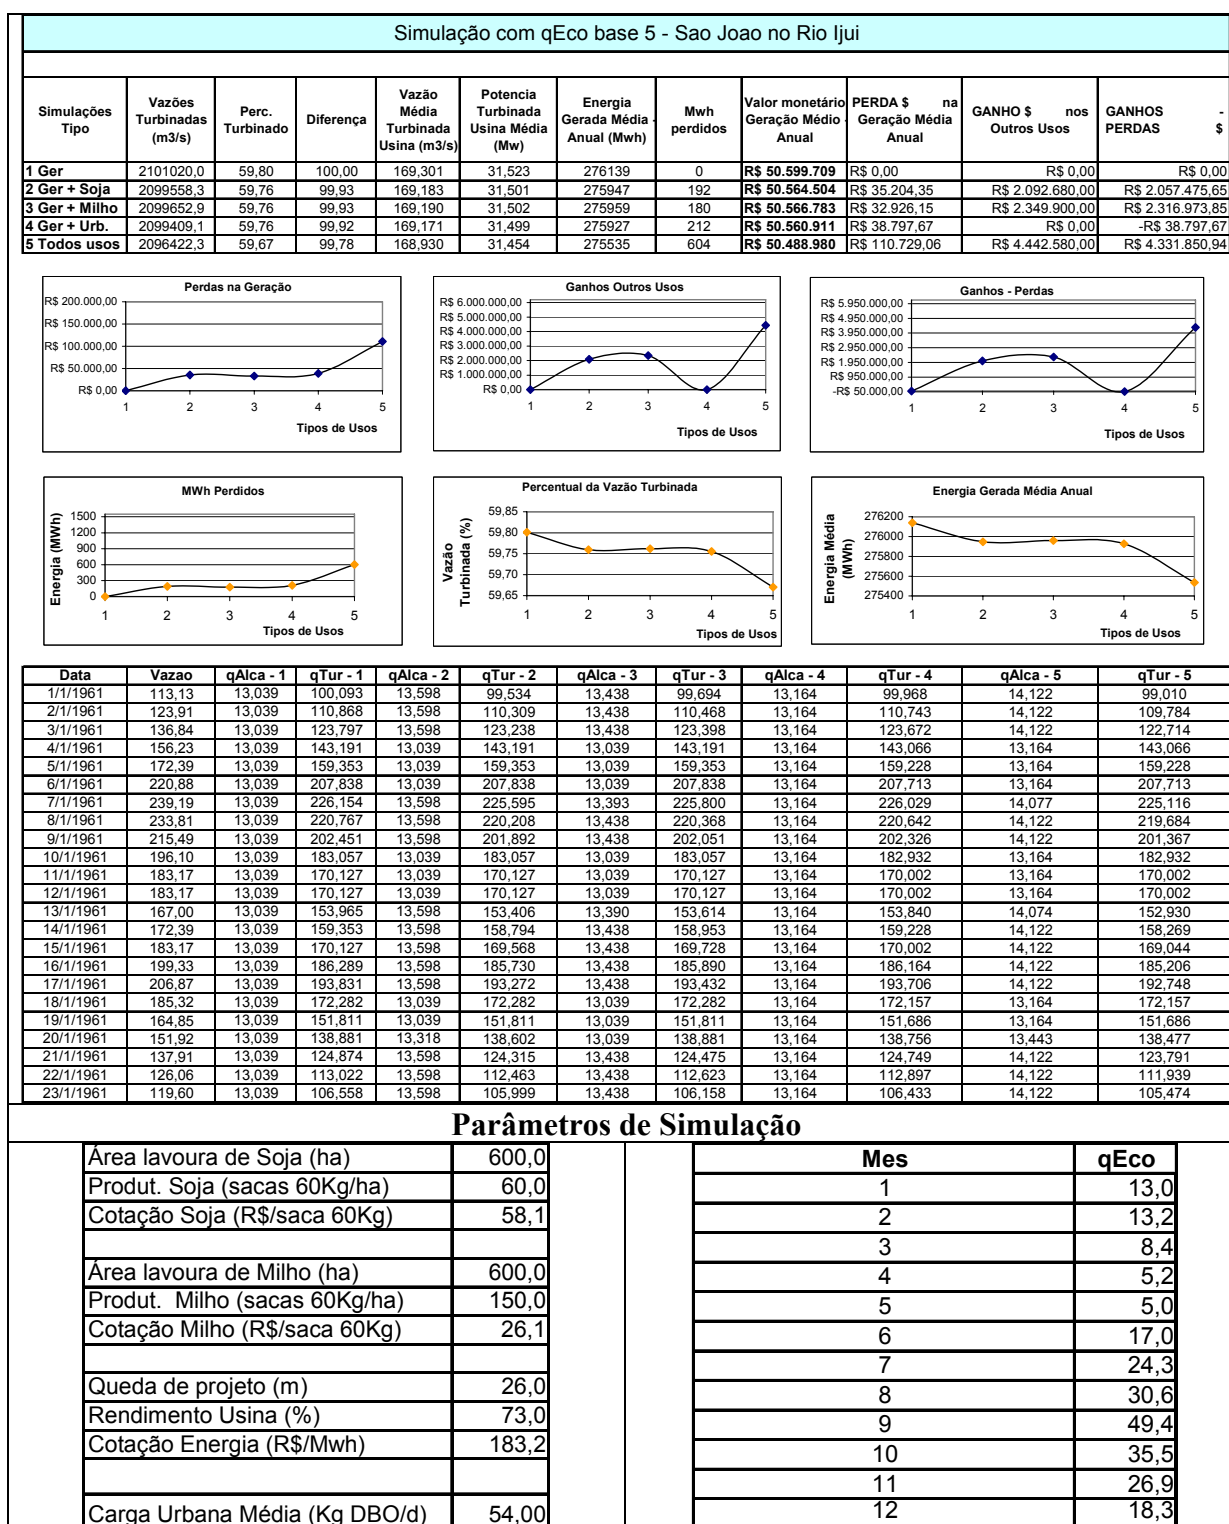 Simulação com qEco base 5 - Sao Joao no Rio Ijui
Simulações Tipo | Vazões Turbinadas (m3/s) | Perc. Turbinado | Diferença | Vazão Média Turbinada Usina (m3/s) | Potencia Turbinada Usina Média (Mw) | Energia Gerada Média - Anual (Mwh) | Mwh perdidos | Valor monetário Geração Médio - Anual | PERDA $ na Geração Média Anual | GANHO $ nos Outros Usos | GANHOS - PERDAS $
1 Ger | 2101020,0 | 59,80 | 100,00 | 169,301 | 31,523 | 276139 | 0 | R$ 50.599.709 | R$ 0,00 | R$ 0,00 | R$ 0,00
2 Ger + Soja | 2099558,3 | 59,76 | 99,93 | 169,183 | 31,501 | 275947 | 192 | R$ 50.564.504 | R$ 35.204,35 | R$ 2.092.680,00 | R$ 2.057.475,65
3 Ger + Milho | 2099652,9 | 59,76 | 99,93 | 169,190 | 31,502 | 275959 | 180 | R$ 50.566.783 | R$ 32.926,15 | R$ 2.349.900,00 | R$ 2.316.973,85
4 Ger + Urb. | 2099409,1 | 59,76 | 99,92 | 169,171 | 31,499 | 275927 | 212 | R$ 50.560.911 | R$ 38.797,67 | R$ 0,00 | -R$ 38.797,67
5 Todos usos | 2096422,3 | 59,67 | 99,78 | 168,930 | 31,454 | 275535 | 604 | R$ 50.488.980 | R$ 110.729,06 | R$ 4.442.580,00 | R$ 4.331.850,94
Perdas na Geração
R$ 200.000,00
R$ 150.000,00
R$ 100.000,00
R$ 50.000,00
R$ 0,00
1 2 3 4 5
Tipos de Usos
Ganhos Outros Usos
R$ 6.000.000,00
R$ 5.000.000,00
R$ 4.000.000,00
R$ 3.000.000,00
R$ 2.000.000,00
R$ 1.000.000,00
R$ 0,00
1 2 3 4 5
Tipos de Usos
Ganhos - Perdas
R$ 5.950.000,00
R$ 4.950.000,00
R$ 3.950.000,00
R$ 2.950.000,00
R$ 1.950.000,00
R$ 950.000,00
-R$ 50.000,00
1 2 3 4 5
Tipos de Usos
MWh Perdidos
Energia (MWh)
1500
1200
900
600
300
0
1 2 3 4 5
Tipos de Usos
Percentual da Vazão Turbinada
Vazão Turbinada (%)
59,85
59,80
59,75
59,70
59,65
1 2 3 4 5
Tipos de Usos
Energia Gerada Média Anual
Energia Média (MWh)
276200
276000
275800
275600
275400
1 2 3 4 5
Tipos de Usos
Data | Vazao | qAlca - 1 | qTur - 1 | qAlca - 2 | qTur - 2 | qAlca - 3 | qTur - 3 | qAlca - 4 | qTur - 4 | qAlca - 5 | qTur - 5
1/1/1961 | 113,13 | 13,039 | 100,093 | 13,598 | 99,534 | 13,438 | 99,694 | 13,164 | 99,968 | 14,122 | 99,010
2/1/1961 | 123,91 | 13,039 | 110,868 | 13,598 | 110,309 | 13,438 | 110,468 | 13,164 | 110,743 | 14,122 | 109,784
3/1/1961 | 136,84 | 13,039 | 123,797 | 13,598 | 123,238 | 13,438 | 123,398 | 13,164 | 123,672 | 14,122 | 122,714
4/1/1961 | 156,23 | 13,039 | 143,191 | 13,039 | 143,191 | 13,039 | 143,191 | 13,164 | 143,066 | 13,164 | 143,066
5/1/1961 | 172,39 | 13,039 | 159,353 | 13,039 | 159,353 | 13,039 | 159,353 | 13,164 | 159,228 | 13,164 | 159,228
6/1/1961 | 220,88 | 13,039 | 207,838 | 13,039 | 207,838 | 13,039 | 207,838 | 13,164 | 207,713 | 13,164 | 207,713
7/1/1961 | 239,19 | 13,039 | 226,154 | 13,598 | 225,595 | 13,393 | 225,800 | 13,164 | 226,029 | 14,077 | 225,116
8/1/1961 | 233,81 | 13,039 | 220,767 | 13,598 | 220,208 | 13,438 | 220,368 | 13,164 | 220,642 | 14,122 | 219,684
9/1/1961 | 215,49 | 13,039 | 202,451 | 13,598 | 201,892 | 13,438 | 202,051 | 13,164 | 202,326 | 14,122 | 201,367
10/1/1961 | 196,10 | 13,039 | 183,057 | 13,039 | 183,057 | 13,039 | 183,057 | 13,164 | 182,932 | 13,164 | 182,932
11/1/1961 | 183,17 | 13,039 | 170,127 | 13,039 | 170,127 | 13,039 | 170,127 | 13,164 | 170,002 | 13,164 | 170,002
12/1/1961 | 183,17 | 13,039 | 170,127 | 13,039 | 170,127 | 13,039 | 170,127 | 13,164 | 170,002 | 13,164 | 170,002
13/1/1961 | 167,00 | 13,039 | 153,965 | 13,598 | 153,406 | 13,390 | 153,614 | 13,164 | 153,840 | 14,074 | 152,930
14/1/1961 | 172,39 | 13,039 | 159,353 | 13,598 | 158,794 | 13,438 | 158,953 | 13,164 | 159,228 | 14,122 | 158,269
15/1/1961 | 183,17 | 13,039 | 170,127 | 13,598 | 169,568 | 13,438 | 169,728 | 13,164 | 170,002 | 14,122 | 169,044
16/1/1961 | 199,33 | 13,039 | 186,289 | 13,598 | 185,730 | 13,438 | 185,890 | 13,164 | 186,164 | 14,122 | 185,206
17/1/1961 | 206,87 | 13,039 | 193,831 | 13,598 | 193,272 | 13,438 | 193,432 | 13,164 | 193,706 | 14,122 | 192,748
18/1/1961 | 185,32 | 13,039 | 172,282 | 13,039 | 172,282 | 13,039 | 172,282 | 13,164 | 172,157 | 13,164 | 172,157
19/1/1961 | 164,85 | 13,039 | 151,811 | 13,039 | 151,811 | 13,039 | 151,811 | 13,164 | 151,686 | 13,164 | 151,686
20/1/1961 | 151,92 | 13,039 | 138,881 | 13,318 | 138,602 | 13,039 | 138,881 | 13,164 | 138,756 | 13,443 | 138,477
21/1/1961 | 137,91 | 13,039 | 124,874 | 13,598 | 124,315 | 13,438 | 124,475 | 13,164 | 124,749 | 14,122 | 123,791
22/1/1961 | 126,06 | 13,039 | 113,022 | 13,598 | 112,463 | 13,438 | 112,623 | 13,164 | 112,897 | 14,122 | 111,939
23/1/1961 | 119,60 | 13,039 | 106,558 | 13,598 | 105,999 | 13,438 | 106,158 | 13,164 | 106,433 | 14,122 | 105,474
Parâmetros de Simulação
Área lavoura de Soja (ha) | 600,0
Produt. Soja (sacas 60Kg/ha) | 60,0
Cotação Soja (R$/saca 60Kg) | 58,1
Área lavoura de Milho (ha) | 600,0
Produt. Milho (sacas 60Kg/ha) | 150,0
Cotação Milho (R$/saca 60Kg) | 26,1
Queda de projeto (m) | 26,0
Rendimento Usina (%) | 73,0
Cotação Energia (R$/Mwh) | 183,2
Carga Urbana Média (Kg DBO/d) | 54,00
Mes | qEco
1 | 13,0
2 | 13,2
3 | 8,4
4 | 5,2
5 | 5,0
6 | 17,0
7 | 24,3
8 | 30,6
9 | 49,4
10 | 35,5
11 | 26,9
12 | 18,3